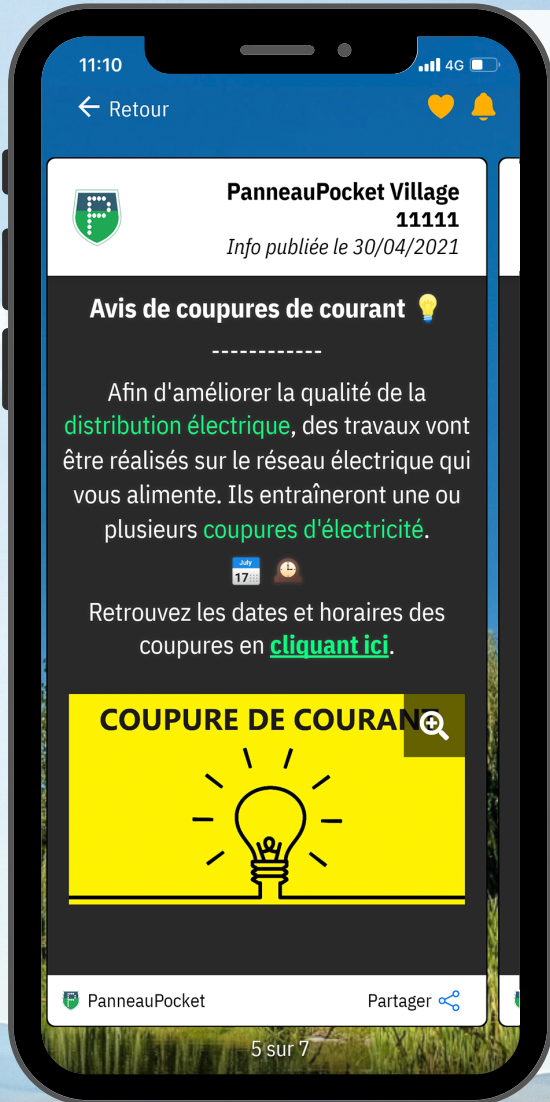 11:10
4G
← Retour
PanneauPocket Village
11111
Info publiée le 30/04/2021
Avis de coupures de courant 💡
------------
Afin d'améliorer la qualité de la
distribution électrique, des travaux vont
être réalisés sur le réseau électrique qui
vous alimente. Ils entraîneront une ou
plusieurs coupures d'électricité.
July
17
Retrouvez les dates et horaires des
coupures en cliquant ici.
COUPURE DE COURANT
PanneauPocket
Partager
5 sur 7